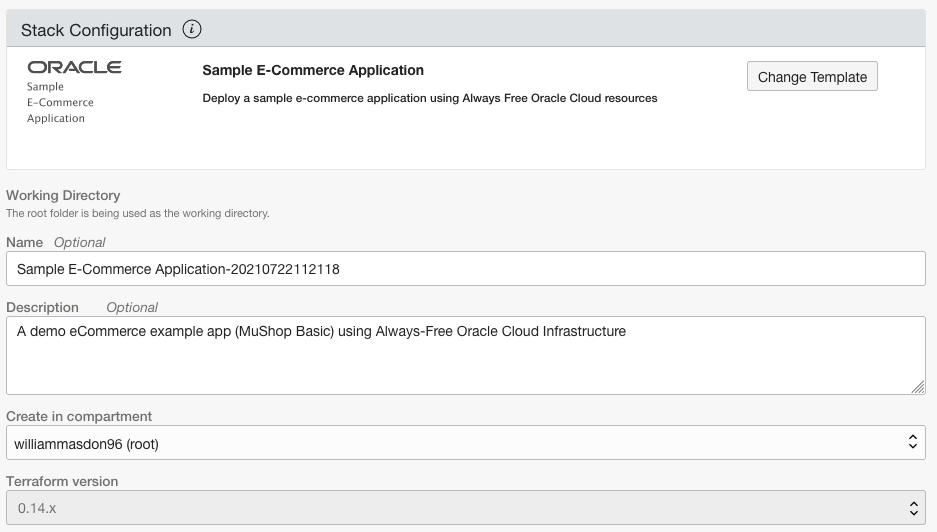 Stack Configuration i
ORACLE
Sample
E-Commerce
Application
Sample E-Commerce Application
Deploy a sample e-commerce application using Always Free Oracle Cloud resources
Change Template
Working Directory
The root folder is being used as the working directory.
Name Optional
Sample E-Commerce Application-20210722112118
Description Optional
A demo eCommerce example app (MuShop Basic) using Always-Free Oracle Cloud Infrastructure
Create in compartment
williammasdon96 (root)
Terraform version
0.14.x